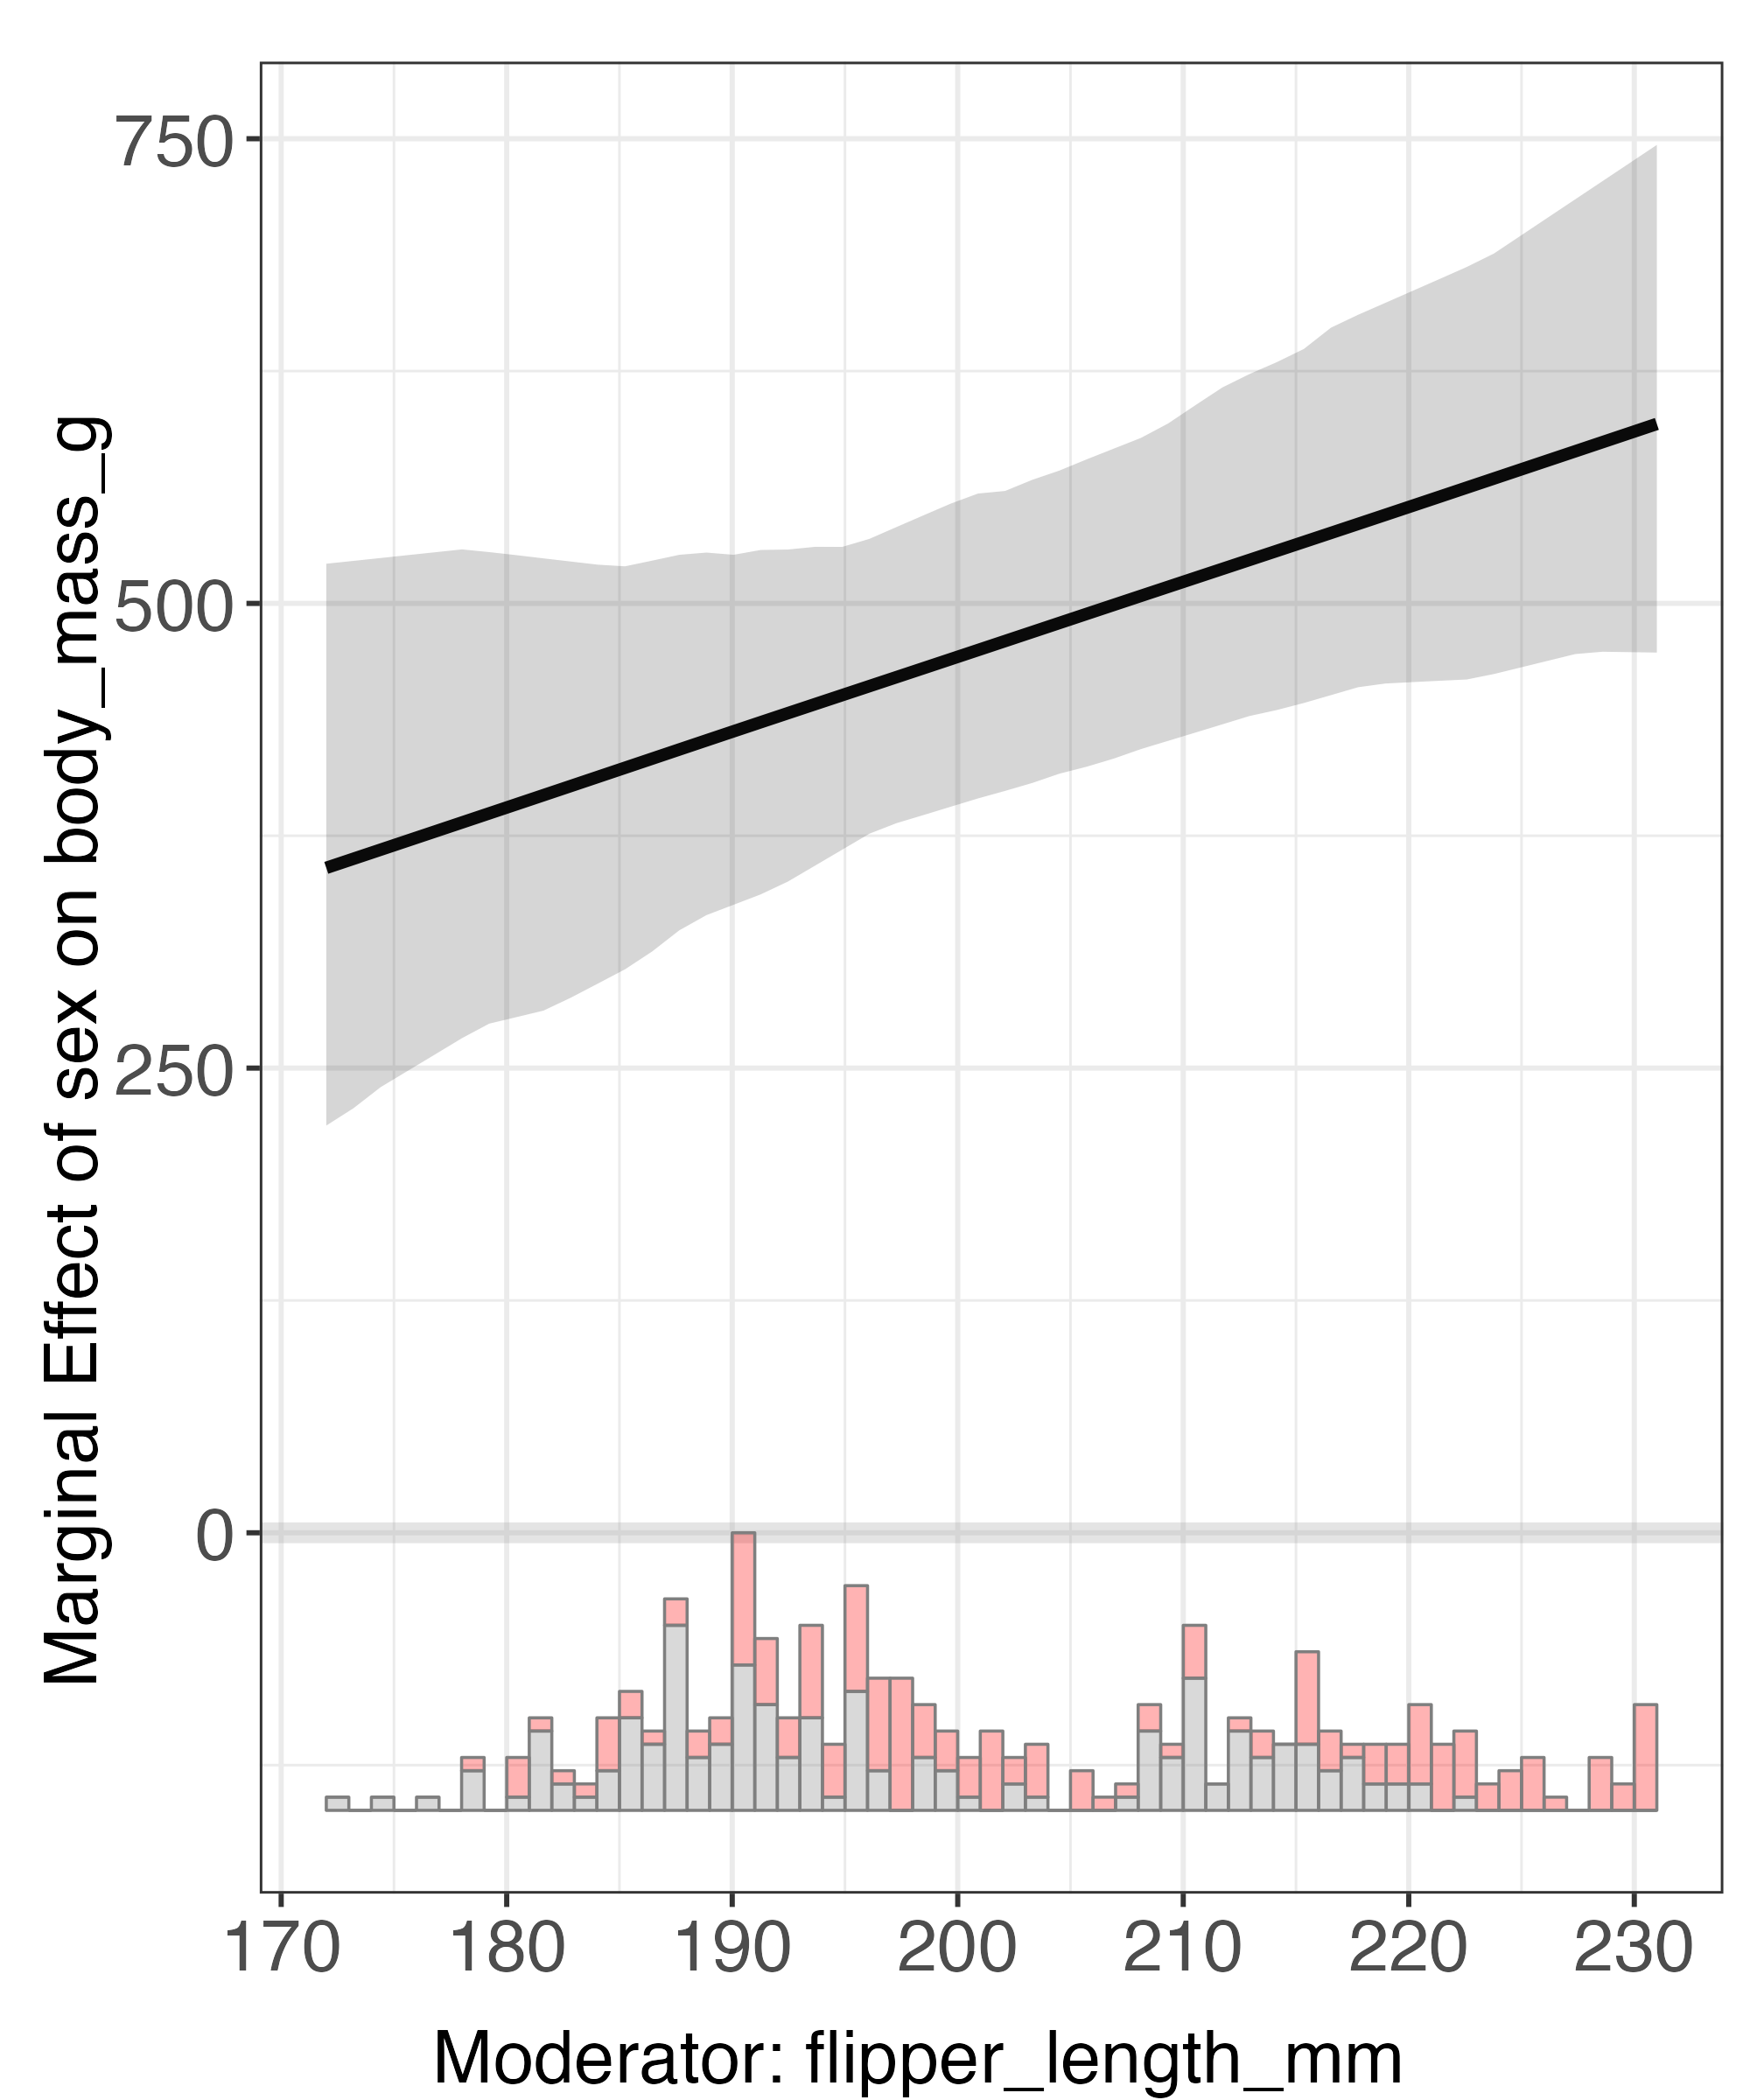 Marginal Effect of sex on body_mass_g
750
500
250
0
170 180 190 200 210 220 230
Moderator: flipper_length_mm